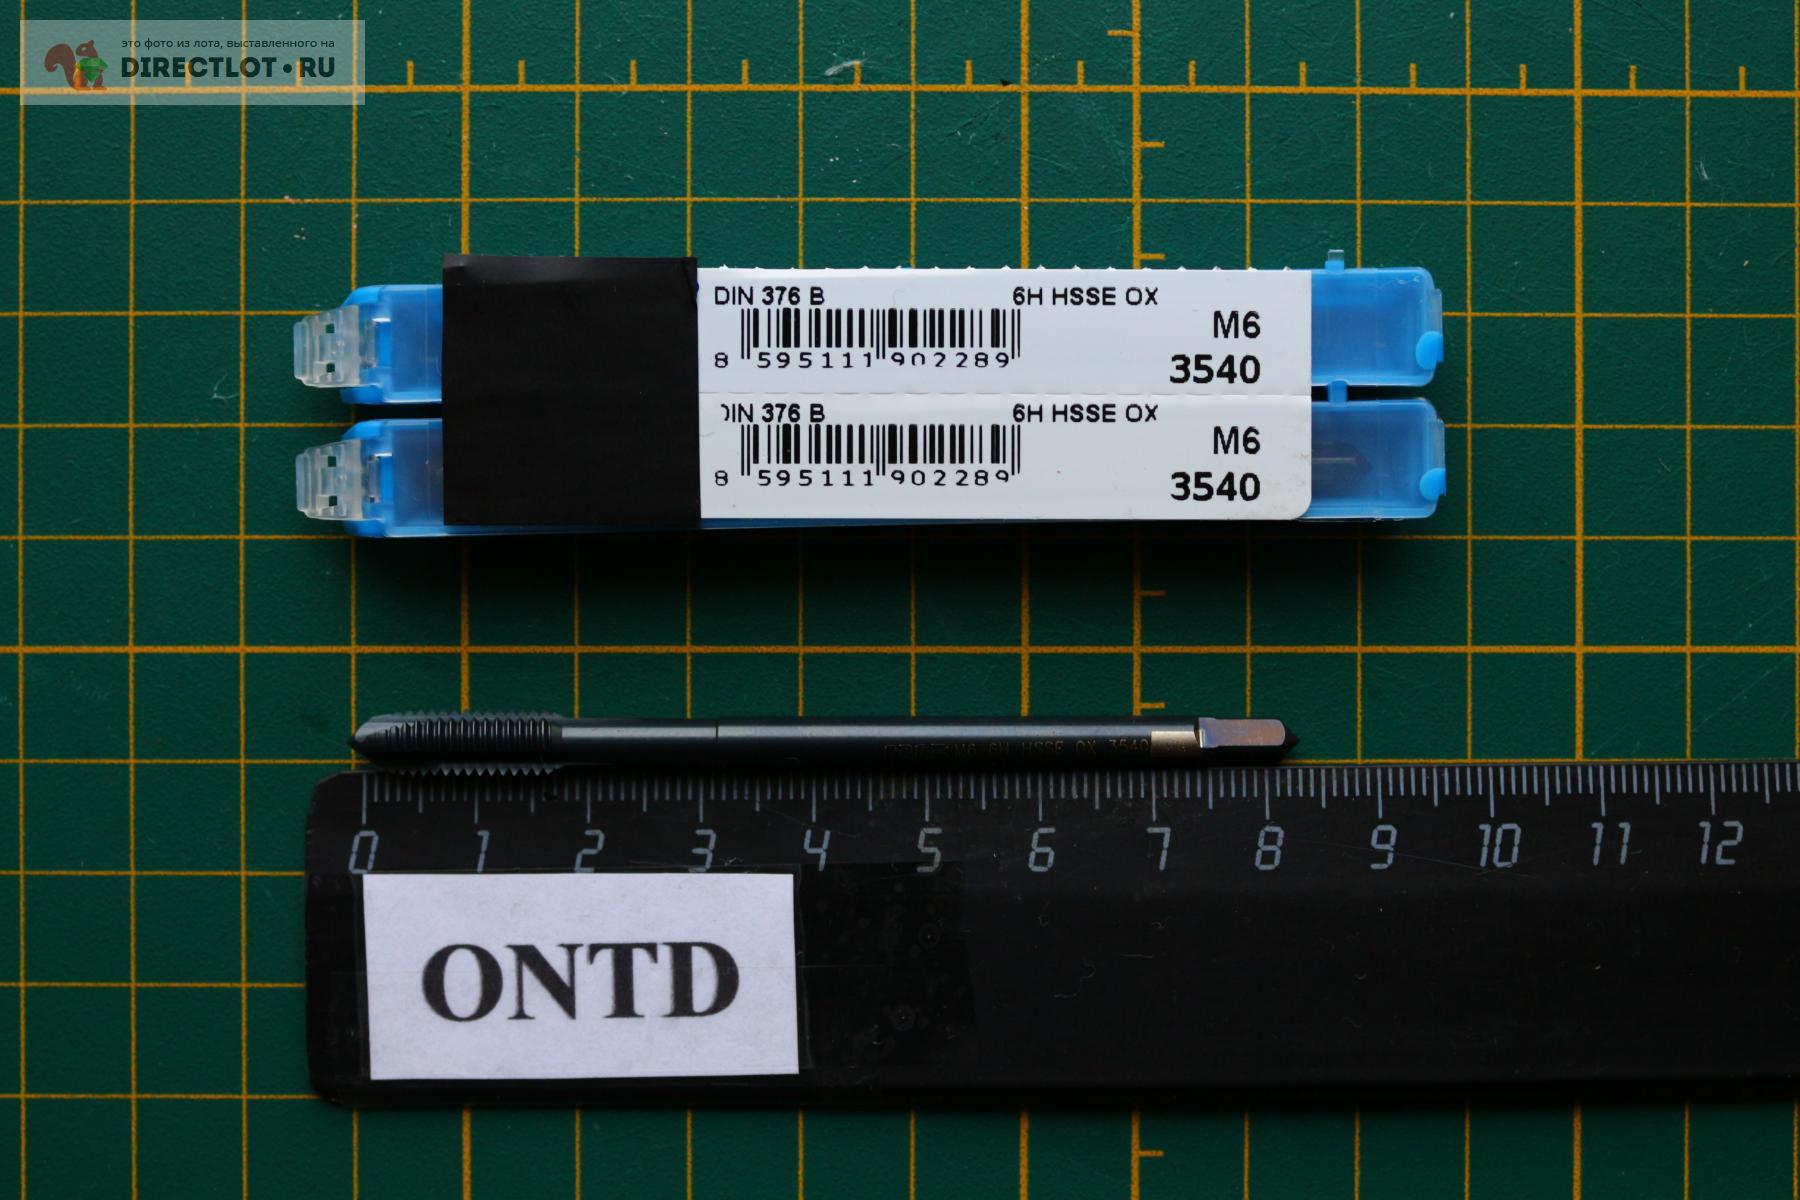 это фото из лота, выставленного на
DIRECTLOT•RU
DIN 376 B 6H HSSE OX
M6
8 595111 902289
3540
DIN 376 B 6H HSSE OX
M6
8 595111 902289
3540
M6 6H HSSE OX 3540
0 1 2 3 4 5 6 7 8 9 10 11 12
ONTD